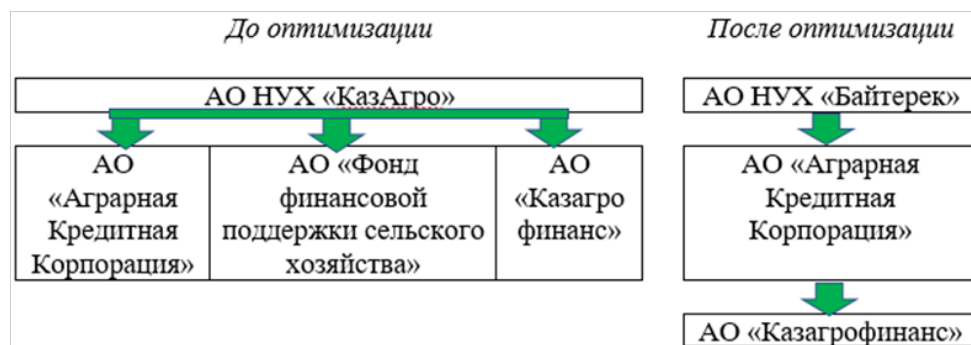 До оптимизации
АО НУХ «КазАгро»
АО
«Аграрная
Кредитная
Корпорация»
АО «Фонд
финансовой
поддержки сельского
хозяйства»
АО
«Казагро
финанс»
После оптимизации
АО НУХ «Байтерек»
АО «Аграрная
Кредитная
Корпорация»
АО «Казагрофинанс»